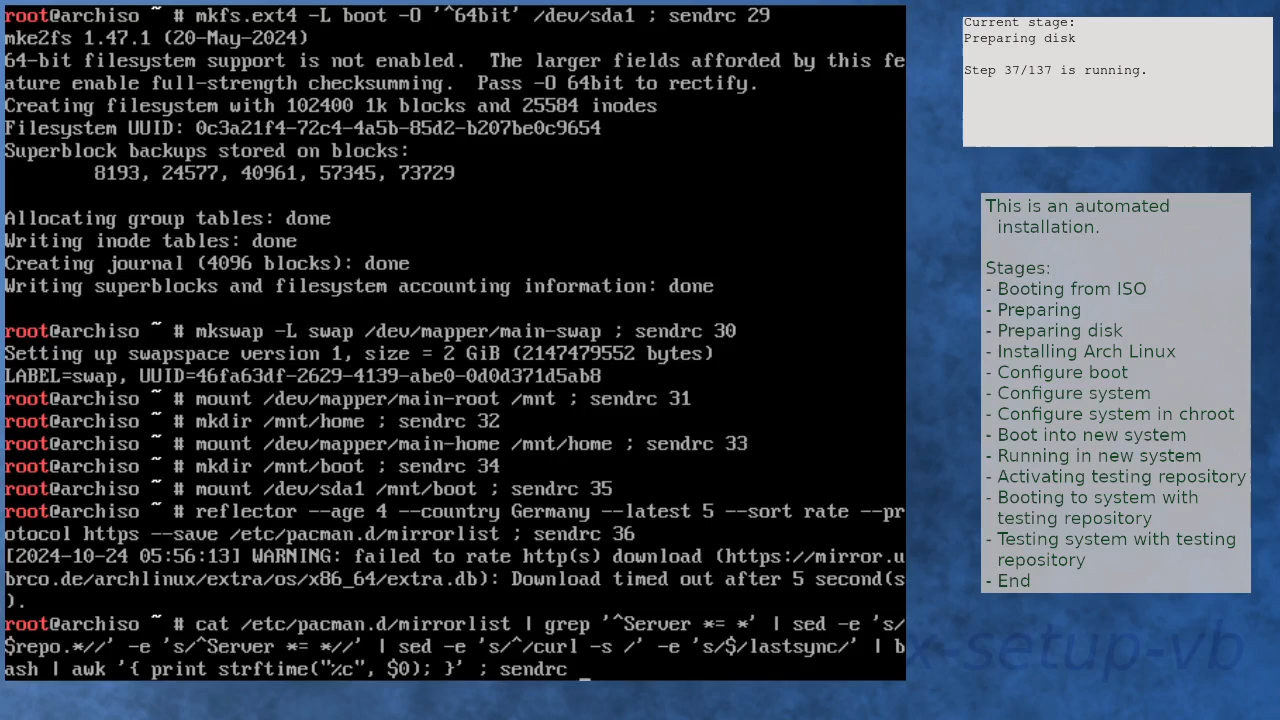 root@archiso ~ # mkfs.ext4 -L boot -O '^64bit' /dev/sda1 ; sendrc 29
mke2fs 1.47.1 (20-May-2024)
64-bit filesystem support is not enabled.  The larger fields afforded by this fe
ature enable full-strength checksumming.  Pass -O 64bit to rectify.
Creating filesystem with 102400 1k blocks and 25584 inodes
Filesystem UUID: 0c3a21f4-72c4-4a5b-85d2-b207be0c9654
Superblock backups stored on blocks:
        8193, 24577, 40961, 57345, 73729

Allocating group tables: done
Writing inode tables: done
Creating journal (4096 blocks): done
Writing superblocks and filesystem accounting information: done

root@archiso ~ # mkswap -L swap /dev/mapper/main-swap ; sendrc 30
Setting up swapspace version 1, size = 2 GiB (2147479552 bytes)
LABEL=swap, UUID=46fa63df-2629-4139-abe0-0d0d371d5ab8
root@archiso ~ # mount /dev/mapper/main-root /mnt ; sendrc 31
root@archiso ~ # mkdir /mnt/home ; sendrc 32
root@archiso ~ # mount /dev/mapper/main-home /mnt/home ; sendrc 33
root@archiso ~ # mkdir /mnt/boot ; sendrc 34
root@archiso ~ # mount /dev/sda1 /mnt/boot ; sendrc 35
root@archiso ~ # reflector --age 4 --country Germany --latest 5 --sort rate --pr
otocol https --save /etc/pacman.d/mirrorlist ; sendrc 36
[2024-10-24 05:56:13] WARNING: failed to rate http(s) download (https://mirror.u
brco.de/archlinux/extra/os/x86_64/extra.db): Download timed out after 5 second(s
).
root@archiso ~ # cat /etc/pacman.d/mirrorlist | grep '^Server *= *' | sed -e 's/
$repo.*//' -e 's/^Server *= *//' | sed -e 's/^/curl -s /' -e 's/$/lastsync/' | b
ash | awk '{ print strftime("%c", $0); }' ; sendrc _
Current stage:
Preparing disk

Step 37/137 is running.
This is an automated
installation.

Stages:
- Booting from ISO
- Preparing
- Preparing disk
- Installing Arch Linux
- Configure boot
- Configure system
- Configure system in chroot
- Boot into new system
- Running in new system
- Activating testing repository
- Booting to system with
testing repository
- Testing system with testing
repository
- End
x-setup-vb